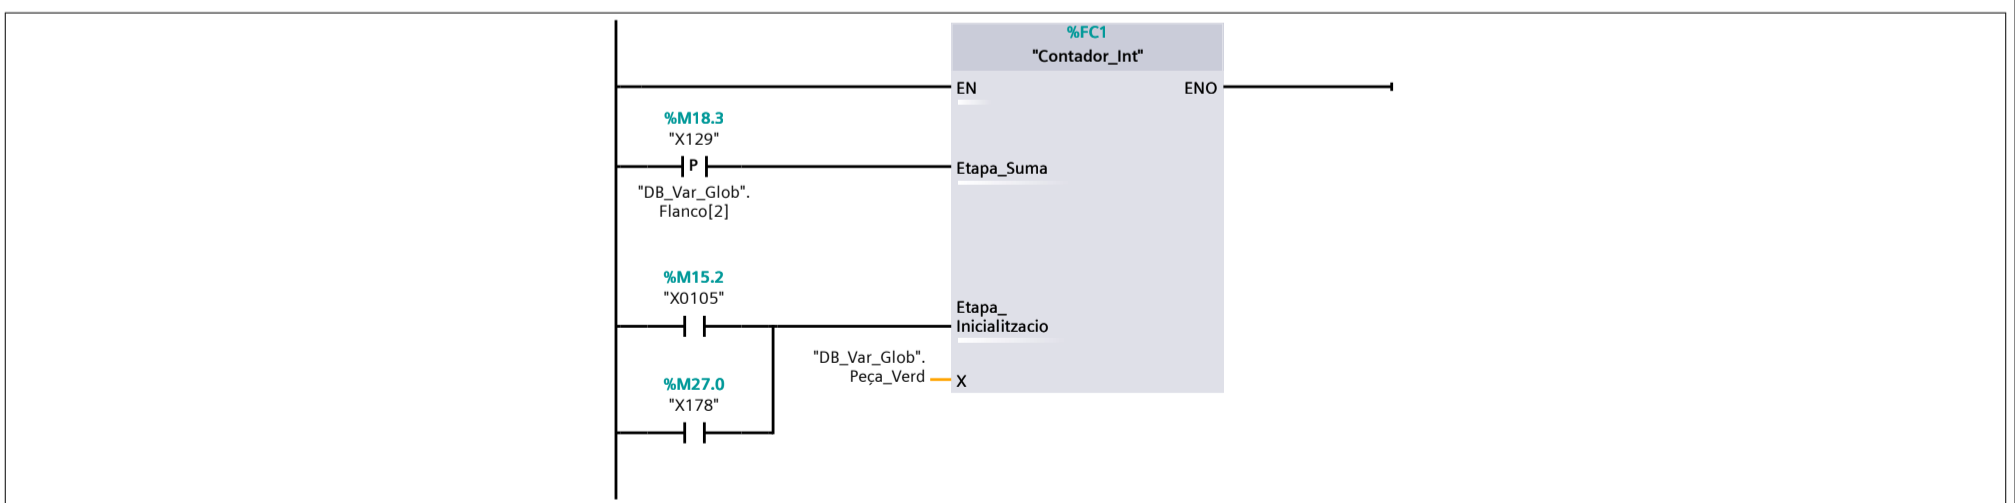 %FC1
"Contador_Int"
EN
ENO
%M18.3
"X129"
P
Etapa_Suma
"DB_Var_Glob".
Flanco[2]
%M15.2
"X0105"
Etapa_
Inicialitzacio
"DB_Var_Glob".
Peça_Verd
X
%M27.0
"X178"